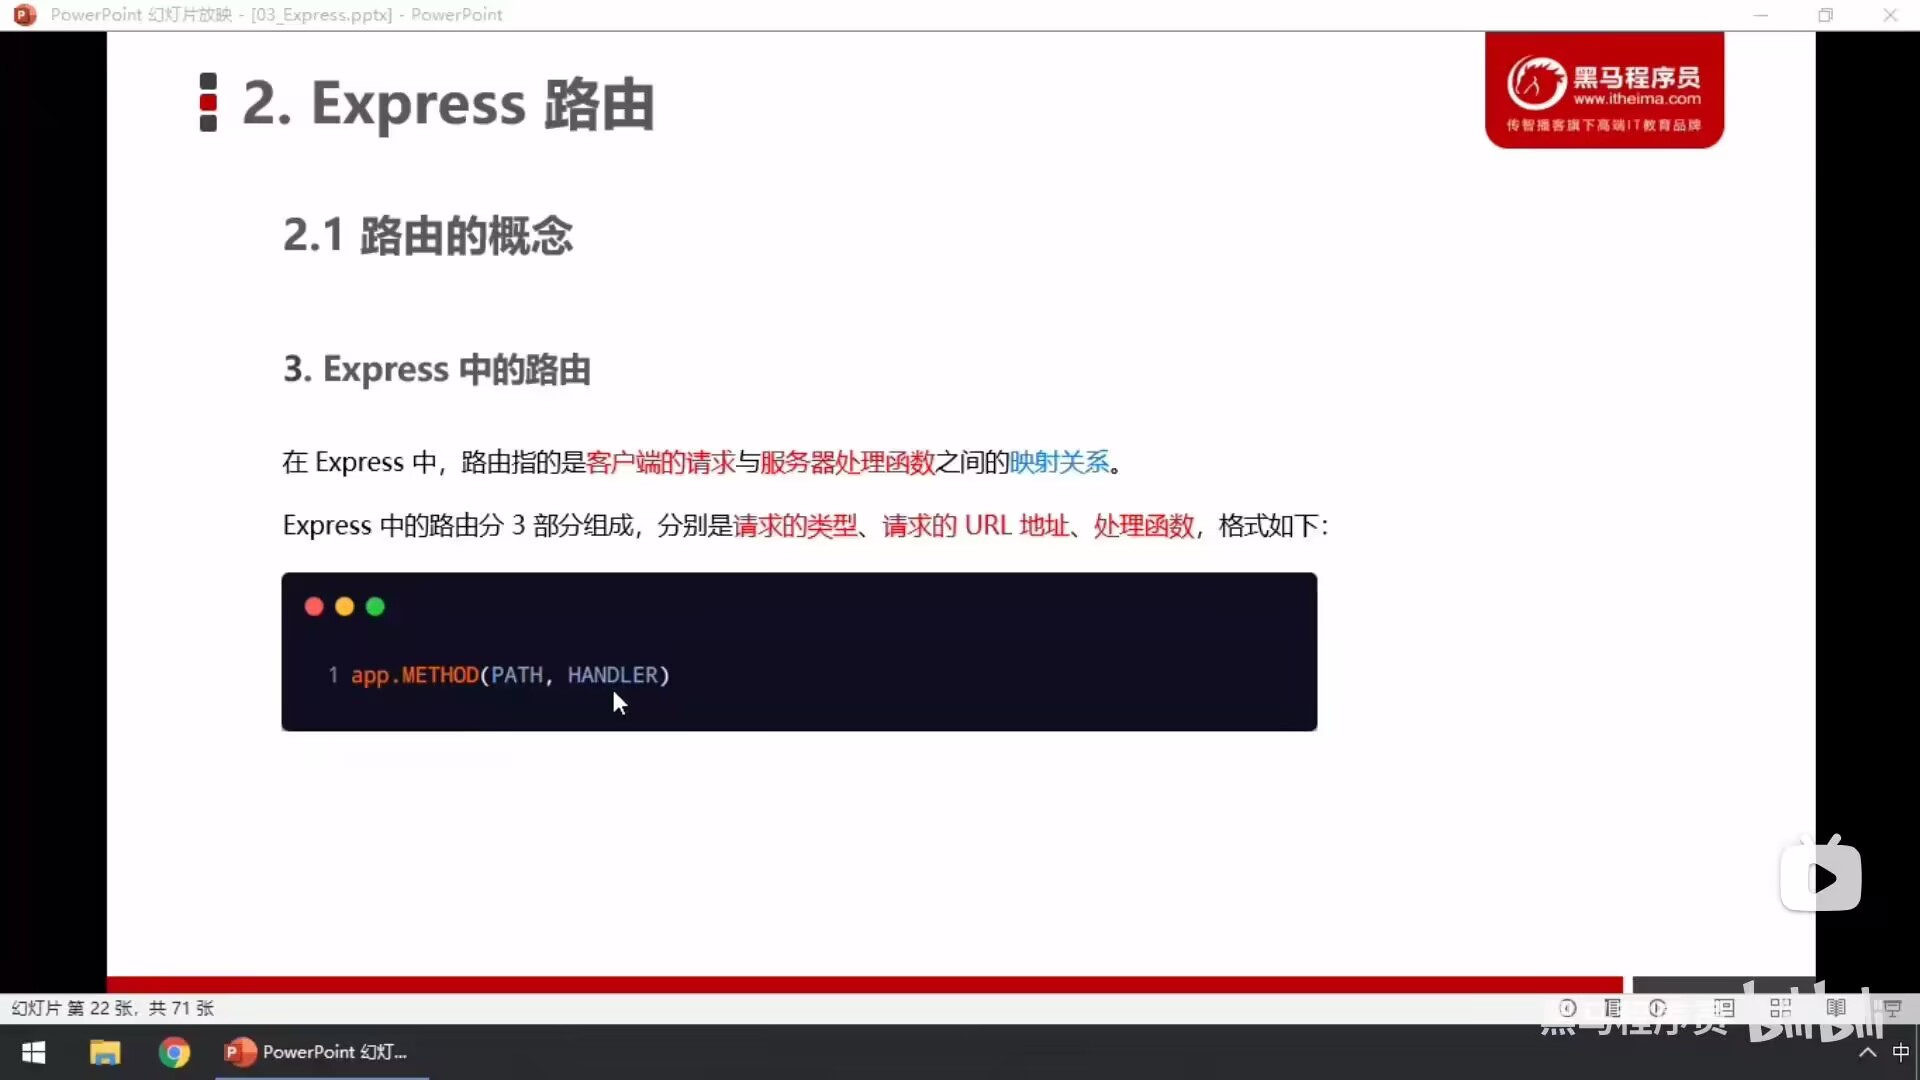 PowerPoint 幻灯片放映 - [03_Express.pptx] - PowerPoint
2. Express 路由
黑马程序员
www.itheima.com
传智播客旗下高端IT教育品牌
2.1 路由的概念
3. Express 中的路由
在 Express 中，路由指的是客户端的请求与服务器处理函数之间的映射关系。
Express 中的路由分 3 部分组成，分别是请求的类型、请求的 URL 地址、处理函数，格式如下：
1 app.METHOD(PATH, HANDLER)
幻灯片 第 22 张，共 71 张
黑马程序员 bilibili
PowerPoint 幻灯...
中